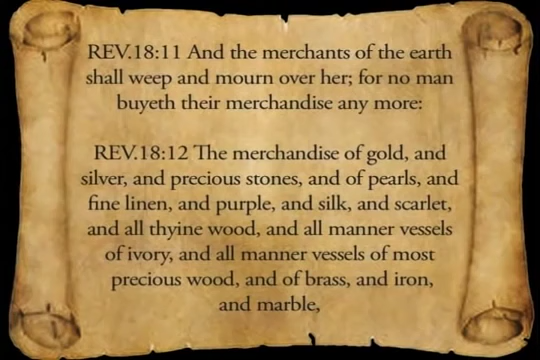 REV.18:11 And the merchants of the earth
shall weep and mourn over her; for no man
buyeth their merchandise any more:
REV.18:12 The merchandise of gold, and
silver, and precious stones, and of pearls, and
fine linen, and purple, and silk, and scarlet,
and all thyine wood, and all manner vessels
of ivory, and all manner vessels of most
precious wood, and of brass, and iron,
and marble,